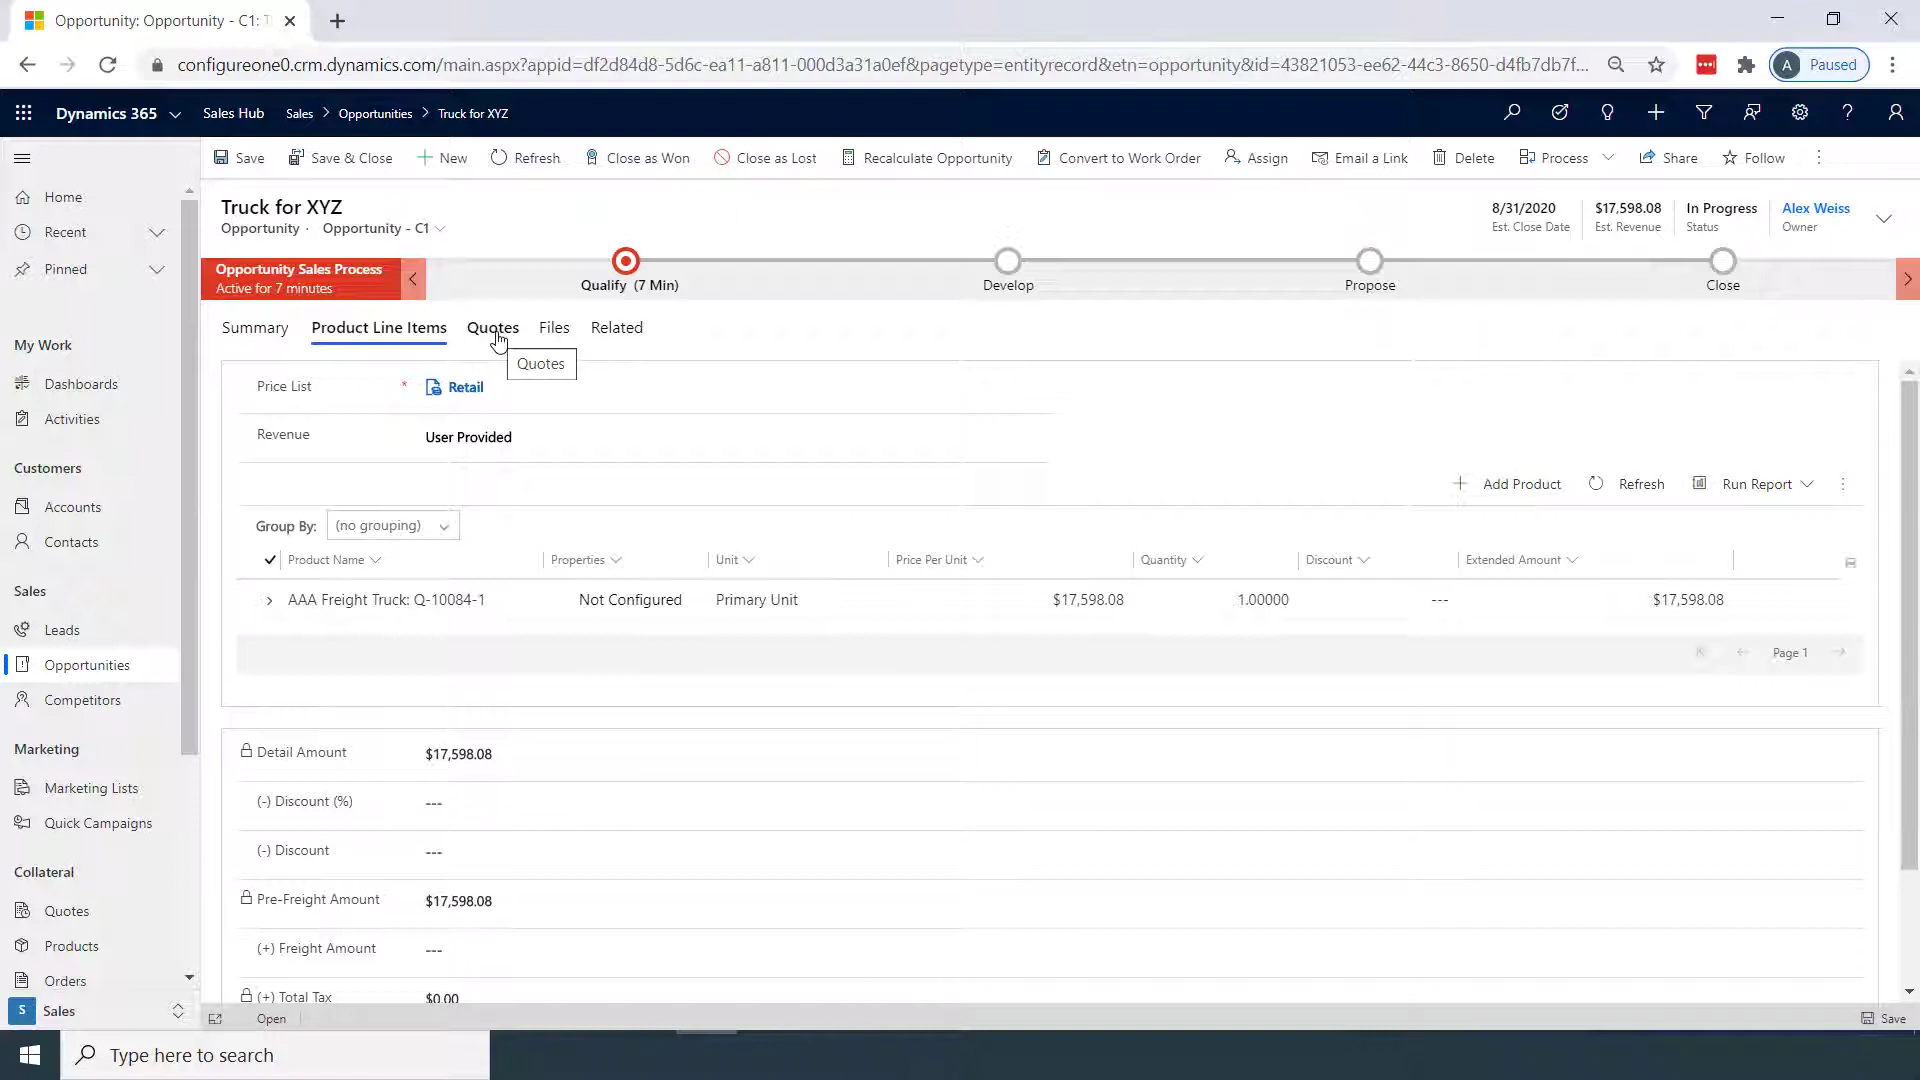 Opportunity: Opportunity - C1: T
configureone0.crm.dynamics.com/main.aspx?appid=df2d84d8-5d6c-ea11-a811-000d3a31a0ef&pagetype=entityrecord&etn=opportunity&id=43821053-ee62-44c3-8650-d4fb7db7f...
A Paused
Dynamics 365 Sales Hub Sales > Opportunities > Truck for XYZ
Save Save & Close New Refresh Close as Won Close as Lost Recalculate Opportunity Convert to Work Order Assign Email a Link Delete Process Share Follow
Home
Recent
Pinned
My Work
Dashboards
Activities
Customers
Accounts
Contacts
Sales
Leads
Opportunities
Competitors
Marketing
Marketing Lists
Quick Campaigns
Collateral
Quotes
Products
Orders
S Sales
Truck for XYZ
Opportunity · Opportunity - C1
8/31/2020 $17,598.08 In Progress Alex Weiss
Est. Close Date Est. Revenue Status Owner
Opportunity Sales Process
Active for 7 minutes
Qualify (7 Min) Develop Propose Close
Summary Product Line Items Quotes Files Related
Quotes
Price List * Retail
Revenue User Provided
Add Product Refresh Run Report
Group By: (no grouping)
Product Name Properties Unit Price Per Unit Quantity Discount Extended Amount
AAA Freight Truck: Q-10084-1 Not Configured Primary Unit $17,598.08 1.00000 --- $17,598.08
Page 1
Detail Amount $17,598.08
(-) Discount (%) ---
(-) Discount ---
Pre-Freight Amount $17,598.08
(+) Freight Amount ---
(+) Total Tax $0.00
Open Save
Type here to search